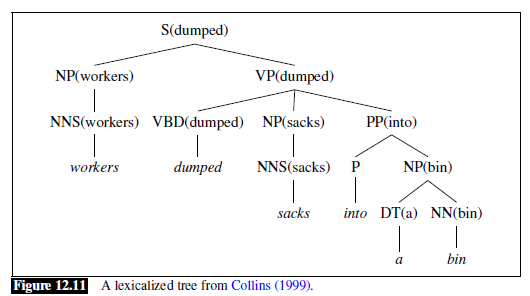 S(dumped)
NP(workers) VP(dumped)
NNS(workers) VBD(dumped) NP(sacks) PP(into)
workers dumped NNS(sacks) P NP(bin)
sacks into DT(a) NN(bin)
a bin
Figure 12.11 A lexicalized tree from Collins (1999).